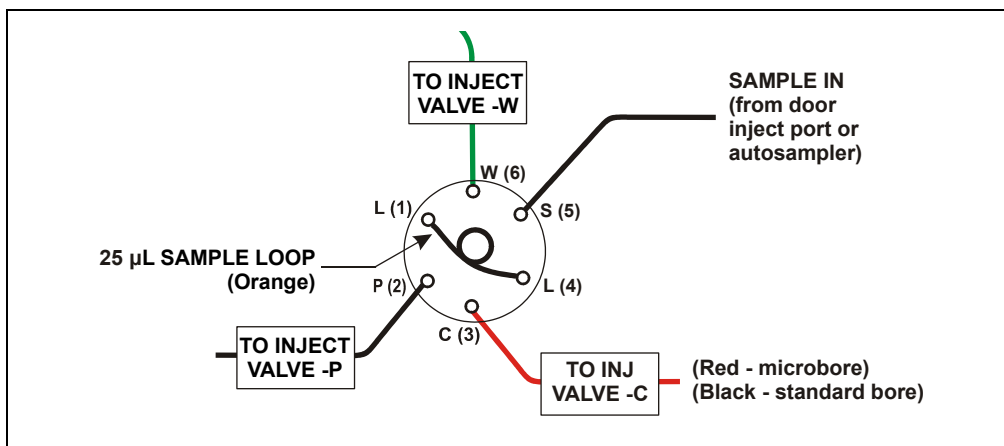 TO INJECT
VALVE -W
SAMPLE IN
(from door
inject port or
autosampler)
W (6)
S (5)
L (1)
25 µL SAMPLE LOOP
(Orange)
P (2)
L (4)
C (3)
TO INJECT
VALVE -P
TO INJ
VALVE -C
(Red - microbore)
(Black - standard bore)